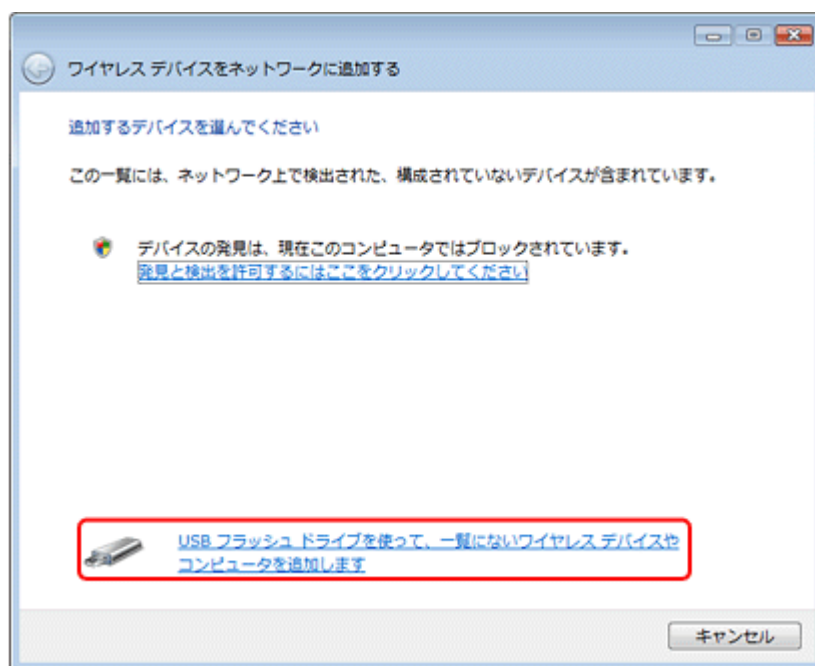 ワイヤレス デバイスをネットワークに追加する
追加するデバイスを選んでください
この一覧には、ネットワーク上で検出された、構成されていないデバイスが含まれています。
デバイスの発見は、現在このコンピュータではブロックされています。
発見と検出を許可するにはここをクリックしてください
USB フラッシュ ドライブを使って、一覧にないワイヤレス デバイスや
コンピュータを追加します
キャンセル